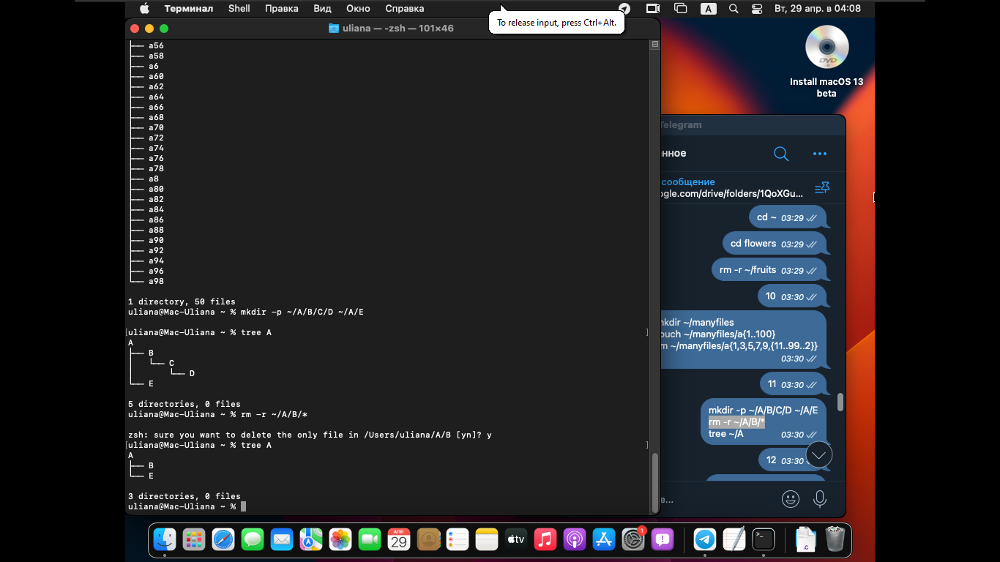 Терминал Shell Правка Вид Окно Справка
A
Вт, 29 апр. в 04:08
To release input, press Ctrl+Alt.
uliana — -zsh — 101×46
├── a56
├── a58
├── a6
├── a60
├── a62
├── a64
├── a66
├── a68
├── a70
├── a72
├── a74
├── a76
├── a78
├── a8
├── a80
├── a82
├── a84
├── a86
├── a88
├── a90
├── a92
├── a94
├── a96
└── a98
1 directory, 50 files
uliana@Mac-Uliana ~ % mkdir -p ~/A/B/C/D ~/A/E
[uliana@Mac-Uliana ~ % tree A ]
A
├── B
│   └── C
│       └── D
└── E
5 directories, 0 files
uliana@Mac-Uliana ~ % rm -r ~/A/B/*
zsh: sure you want to delete the only file in /Users/uliana/A/B [yn]? y
[uliana@Mac-Uliana ~ % tree A ]
A
├── B
└── E
3 directories, 0 files
uliana@Mac-Uliana ~ %
Install macOS 13
beta
Telegram
нное
сообщение
ogle.com/drive/folders/1QoXGu...
cd ~ 03:29
cd flowers 03:29
rm -r ~/fruits 03:29
10 03:30
mkdir ~/manyfiles
ouch ~/manyfiles/a{1..100}
m ~/manyfiles/a{1,3,5,7,9,{11..99..2}}
03:30
11 03:30
mkdir -p ~/A/B/C/D ~/A/E
rm -r ~/A/B/*
tree ~/A 03:30
12 03:30
е...
АПР.
29
tv
1
>_
.c